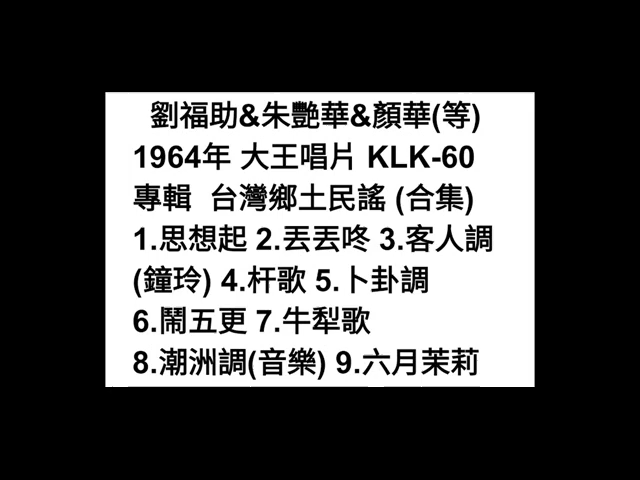 劉福助&朱艷華&顏華(等)
1964年 大王唱片 KLK-60
專輯 台灣鄉土民謠 (合集)
1.思想起 2.丟丟咚 3.客人調
(鐘玲) 4.杆歌 5.卜卦調
6.鬧五更 7.牛犁歌
8.潮洲調(音樂) 9.六月茉莉